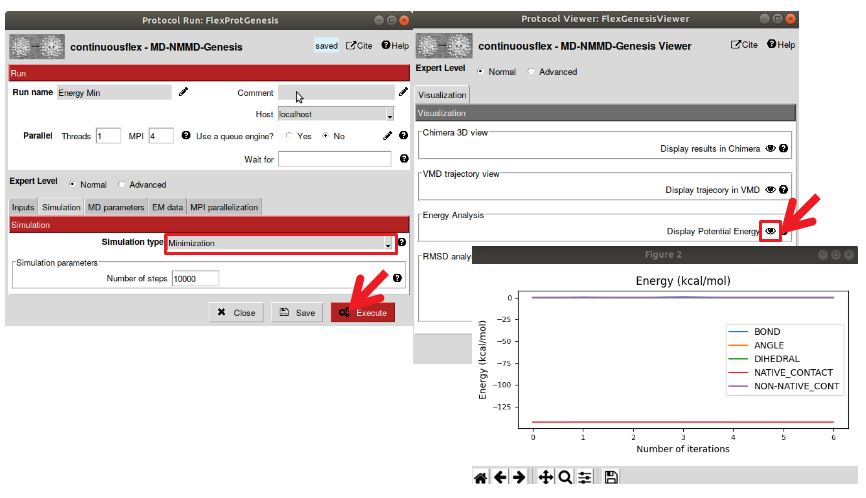 Protocol Run: FlexProtGenesis
continuousflex - MD-NMMD-Genesis
saved Cite Help
Run
Run name Energy Min Comment
Host localhost
Parallel Threads 1 MPI 4 Use a queue engine? Yes No
Wait for
Expert Level Normal Advanced
Inputs Simulation MD parameters EM data MPI parallelization
Simulation
Simulation type Minimization
Simulation parameters
Number of steps 10000
Close Save Execute
Protocol Viewer: FlexGenesisViewer
continuousflex - MD-NMMD-Genesis Viewer
Cite Help
Expert Level Normal Advanced
Visualization
Visualization
Chimera 3D view
Display results in Chimera
VMD trajectory view
Display trajecory in VMD
Energy Analysis
Display Potential Energy
RMSD analy
Figure 2
Energy (kcal/mol)
Energy (kcal/mol)
0
−25
−50
−75
−100
−125
BOND
ANGLE
DIHEDRAL
NATIVE_CONTACT
NON-NATIVE_CONT
0 1 2 3 4 5 6
Number of iterations